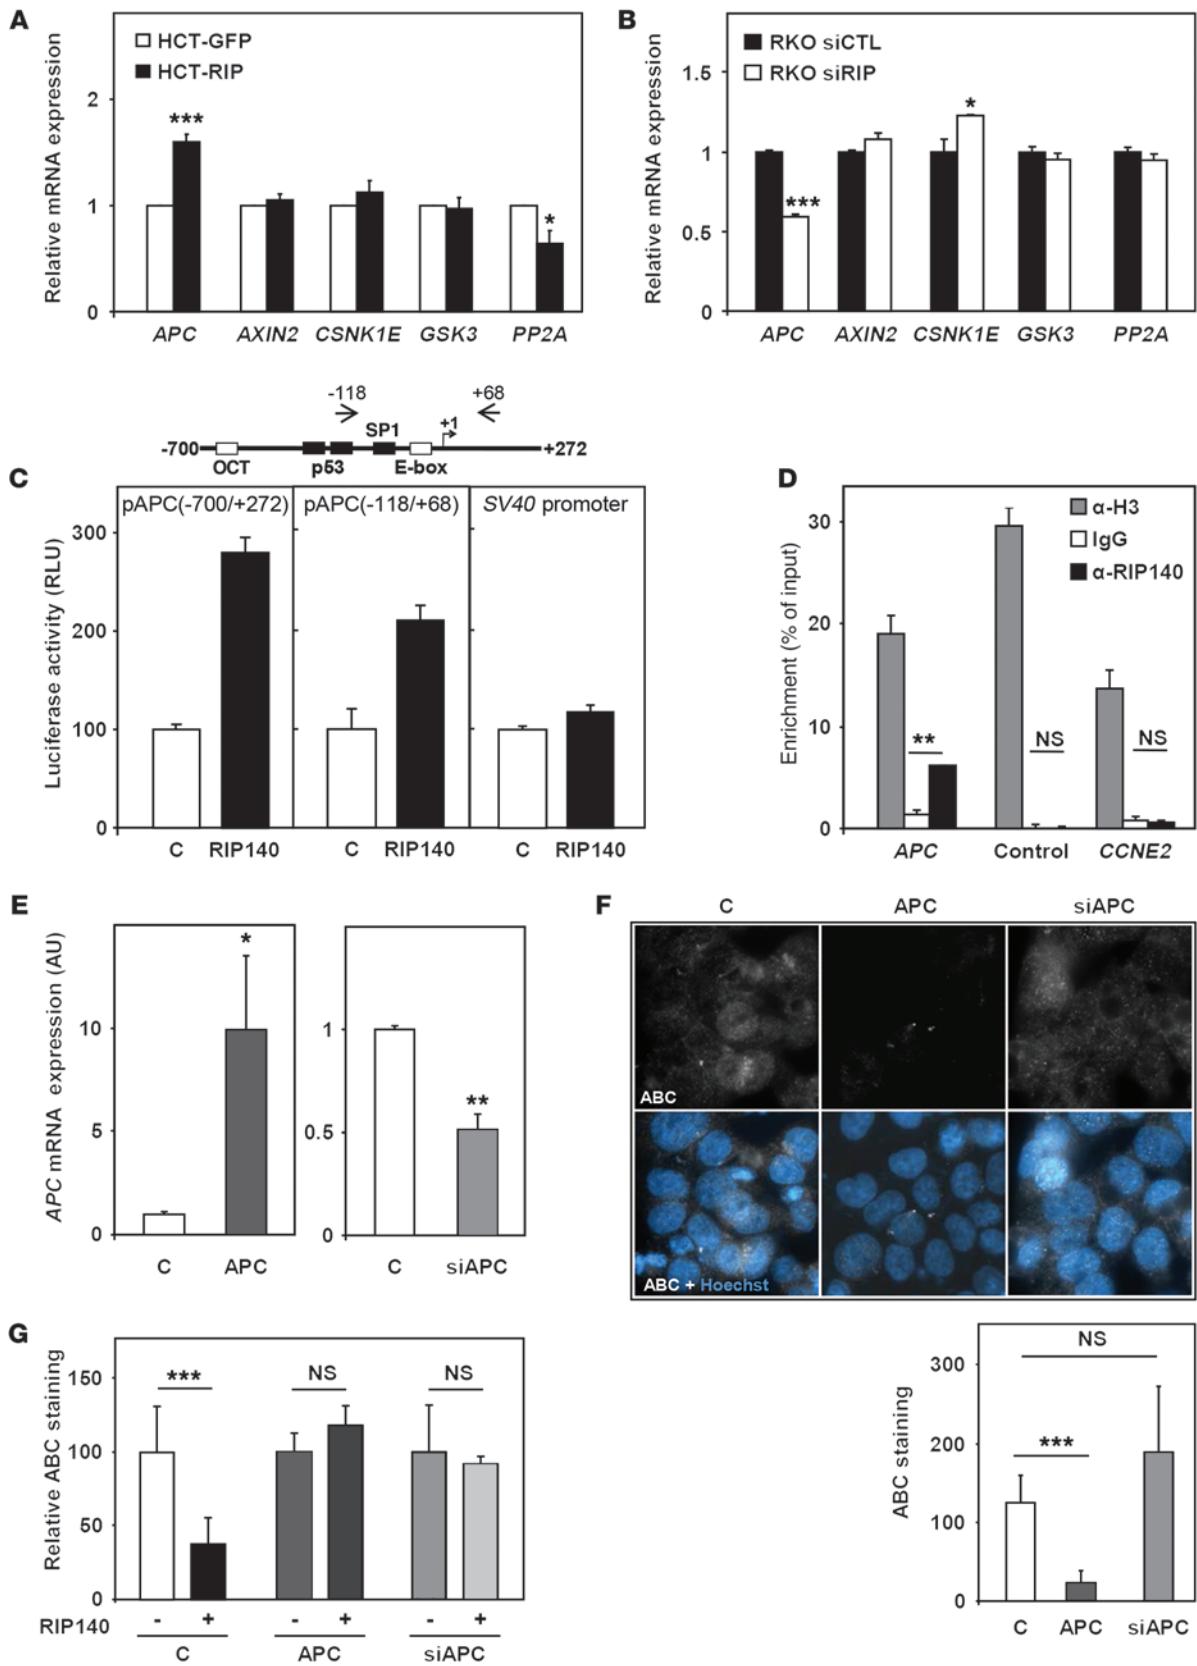 A
HCT-GFP
HCT-RIP
Relative mRNA expression
2
***
1
*
0
APC AXIN2 CSNK1E GSK3 PP2A
B
RKO siCTL
RKO siRIP
Relative mRNA expression
1.5
*
1
***
0.5
0
APC AXIN2 CSNK1E GSK3 PP2A
-118 +68
SP1 +1
-700 +272
OCT p53 E-box
C
pAPC(-700/+272) pAPC(-118/+68) SV40 promoter
Luciferase activity (RLU)
300
200
100
0
C RIP140 C RIP140 C RIP140
D
α-H3
IgG
α-RIP140
Enrichment (% of input)
30
20
10
0
** NS NS
APC Control CCNE2
E
APC mRNA expression (AU)
*
10
5
0
C APC
1
**
0.5
0
C siAPC
F
C APC siAPC
ABC
ABC + Hoechst
NS
ABC staining
300
200
***
100
0
C APC siAPC
G
Relative ABC staining
150
*** NS NS
100
50
0
RIP140 - + - + - +
C APC siAPC